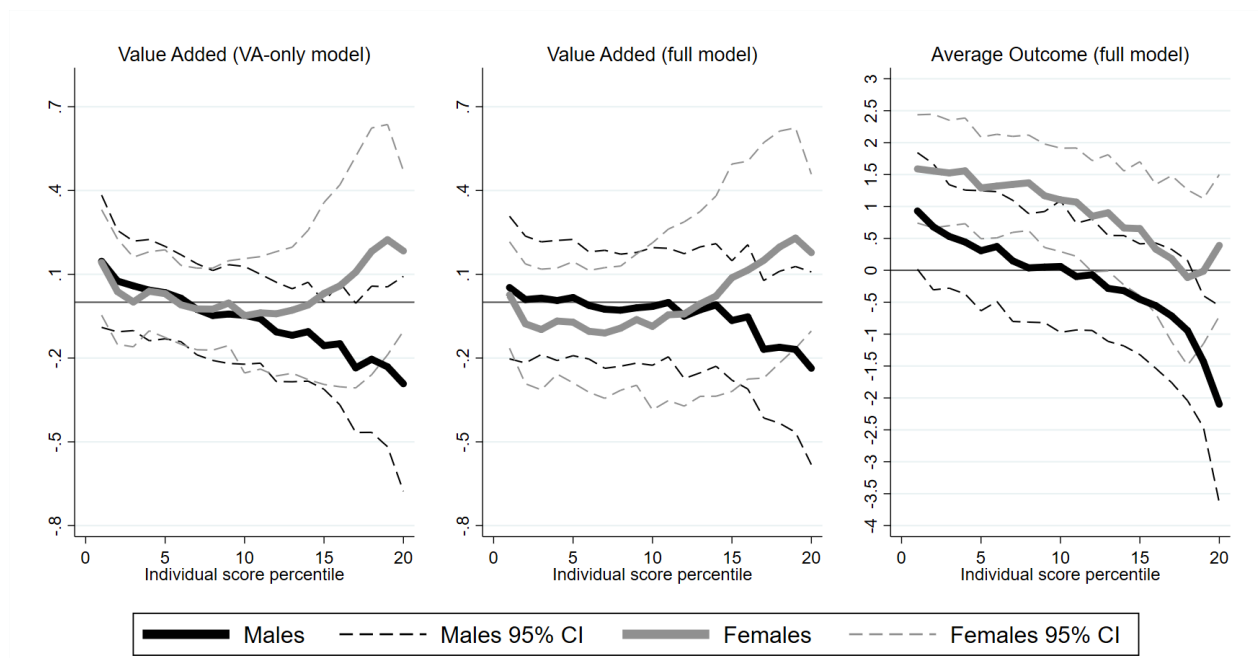 Value Added (VA-only model)
.7
.4
.1
-.2
-.5
-.8
0 5 10 15 20
Individual score percentile
Value Added (full model)
.7
.4
.1
-.2
-.5
-.8
0 5 10 15 20
Individual score percentile
Average Outcome (full model)
3
2.5
2
1.5
1
.5
0
-.5
-1
-1.5
-2
-2.5
-3
-3.5
-4
0 5 10 15 20
Individual score percentile
Males Males 95% CI Females Females 95% CI